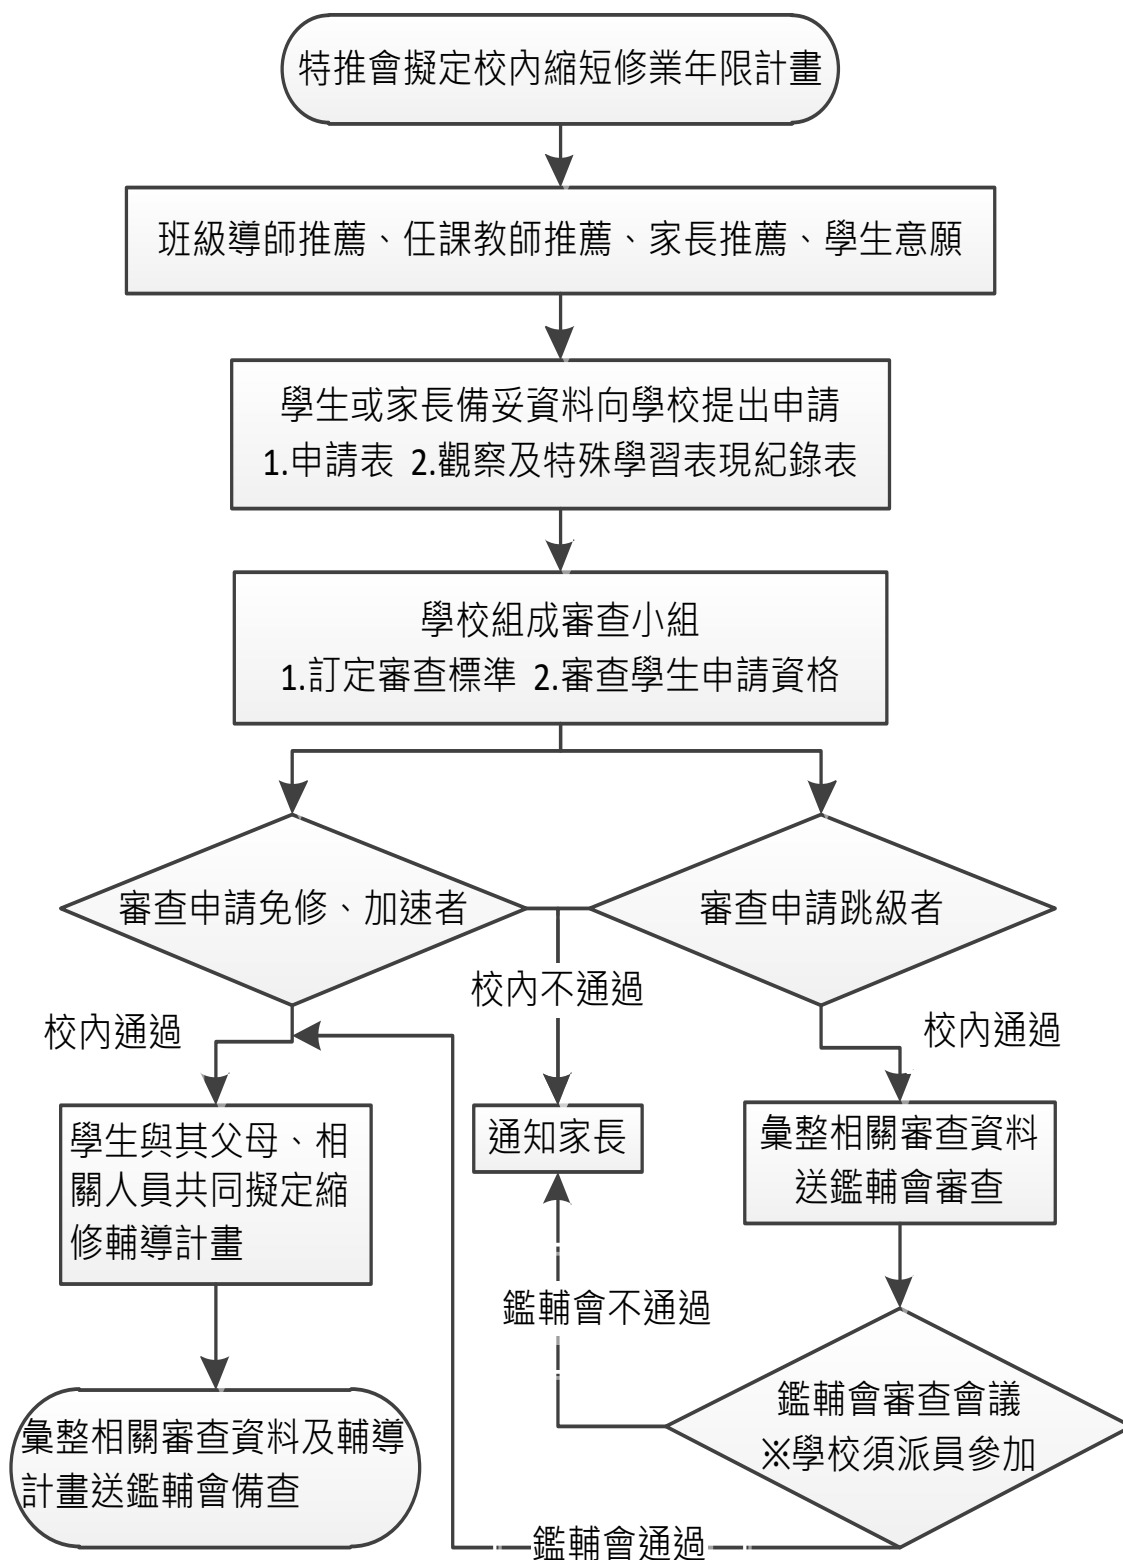 特推會擬定校內縮短修業年限計畫
班級導師推薦、任課教師推薦、家長推薦、學生意願
學生或家長備妥資料向學校提出申請
1.申請表 2.觀察及特殊學習表現紀錄表
學校組成審查小組
1.訂定審查標準 2.審查學生申請資格
審查申請免修、加速者
審查申請跳級者
校內不通過
校內通過
校內通過
學生與其父母、相
關人員共同擬定縮
修輔導計畫
通知家長
彙整相關審查資料
送鑑輔會審查
鑑輔會不通過
鑑輔會審查會議
※學校須派員參加
彙整相關審查資料及輔導
計畫送鑑輔會備查
鑑輔會通過